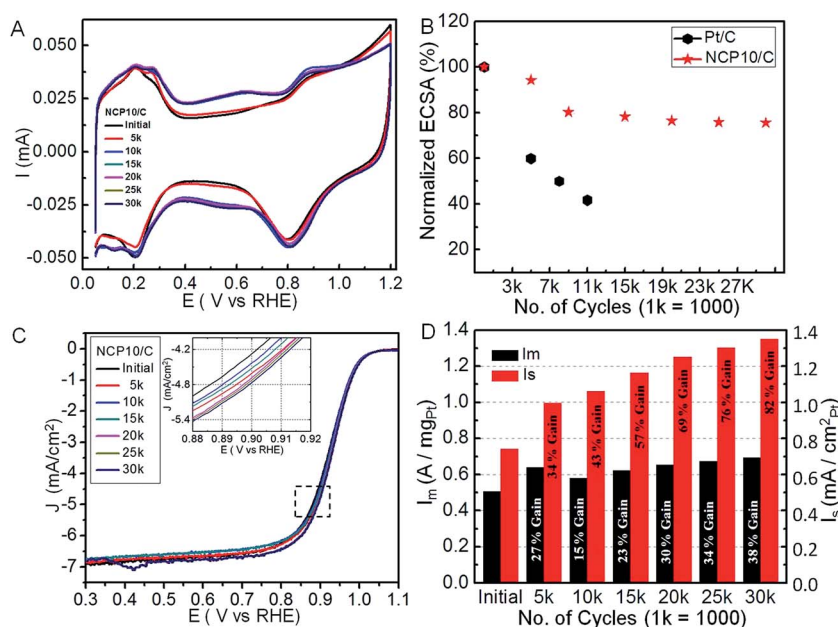 A
0.050
0.025
0.000
-0.025
-0.050
I (mA)
NCP10/C
Initial
5k
10k
15k
20k
25k
30k
0.0 0.2 0.4 0.6 0.8 1.0 1.2
E ( V vs RHE)
B
Pt/C
NCP10/C
120
100
80
60
40
20
Normalized ECSA (%)
3k 7k 11k 15k 19k 23k 27K
No. of Cycles (1k = 1000)
C
0
-1
-2
-3
-4
-5
-6
-7
J (mA/cm²)
NCP10/C
Initial
5k
10k
15k
20k
25k
30k
-4.2
-4.8
-5.4
J (mA/cm²)
0.88 0.89 0.90 0.91 0.92
E ( V vs RHE)
0.3 0.4 0.5 0.6 0.7 0.8 0.9 1.0 1.1
E ( V vs RHE)
D
Im
Is
1.4
1.2
1.0
0.8
0.6
0.4
0.2
0.0
Iₘ (A / mg_Pt)
27 % Gain
34 % Gain
15 % Gain
43 % Gain
23 % Gain
57 % Gain
30 % Gain
69 % Gain
34 % Gain
76 % Gain
38 % Gain
82 % Gain
1.4
1.2
1.0
0.8
0.6
0.4
0.2
0.0
Iₛ (mA / cm²_Pt)
Initial 5k 10k 15k 20k 25k 30k
No. of Cycles (1k = 1000)